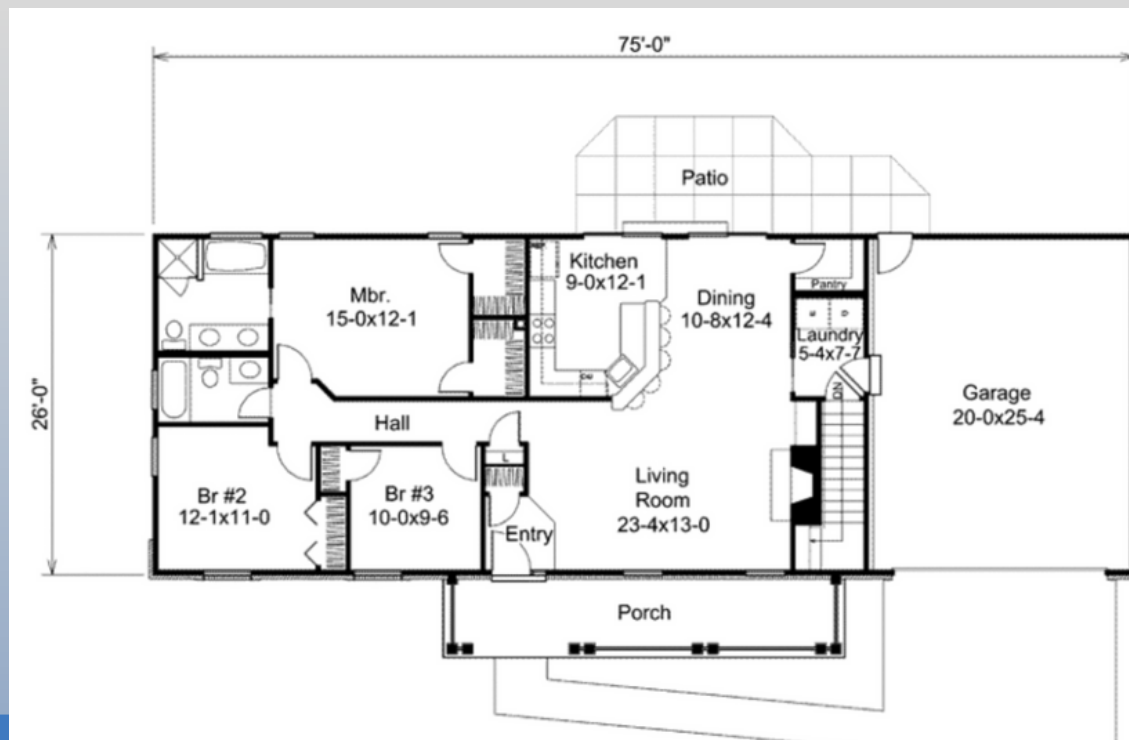 75'-0"
Patio
Kitchen
9-0x12-1
Pantry
Mbr.
15-0x12-1
Dining
10-8x12-4
Laundry
5-4x7-7
26'-0"
DN
Garage
20-0x25-4
Hall
L
Living
Room
23-4x13-0
Br #2
12-1x11-0
Br #3
10-0x9-6
Entry
Porch